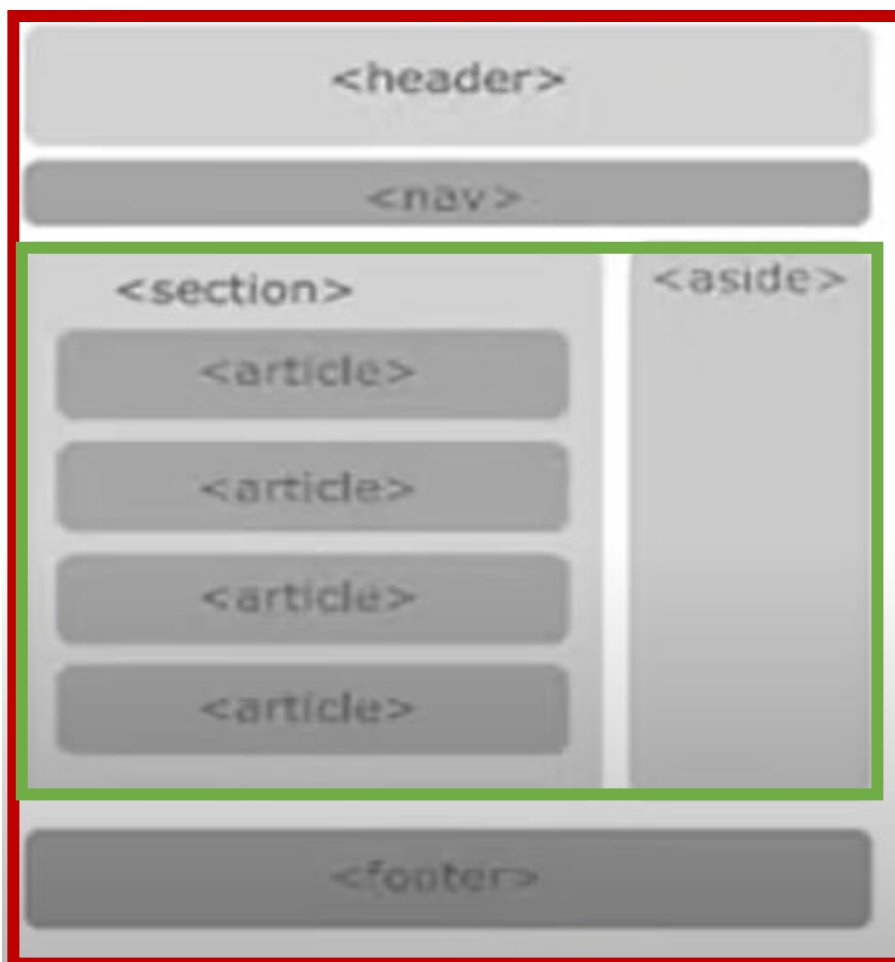 <header>
<nav>
<section>
<aside>
<article>
<article>
<article>
<article>
<footer>